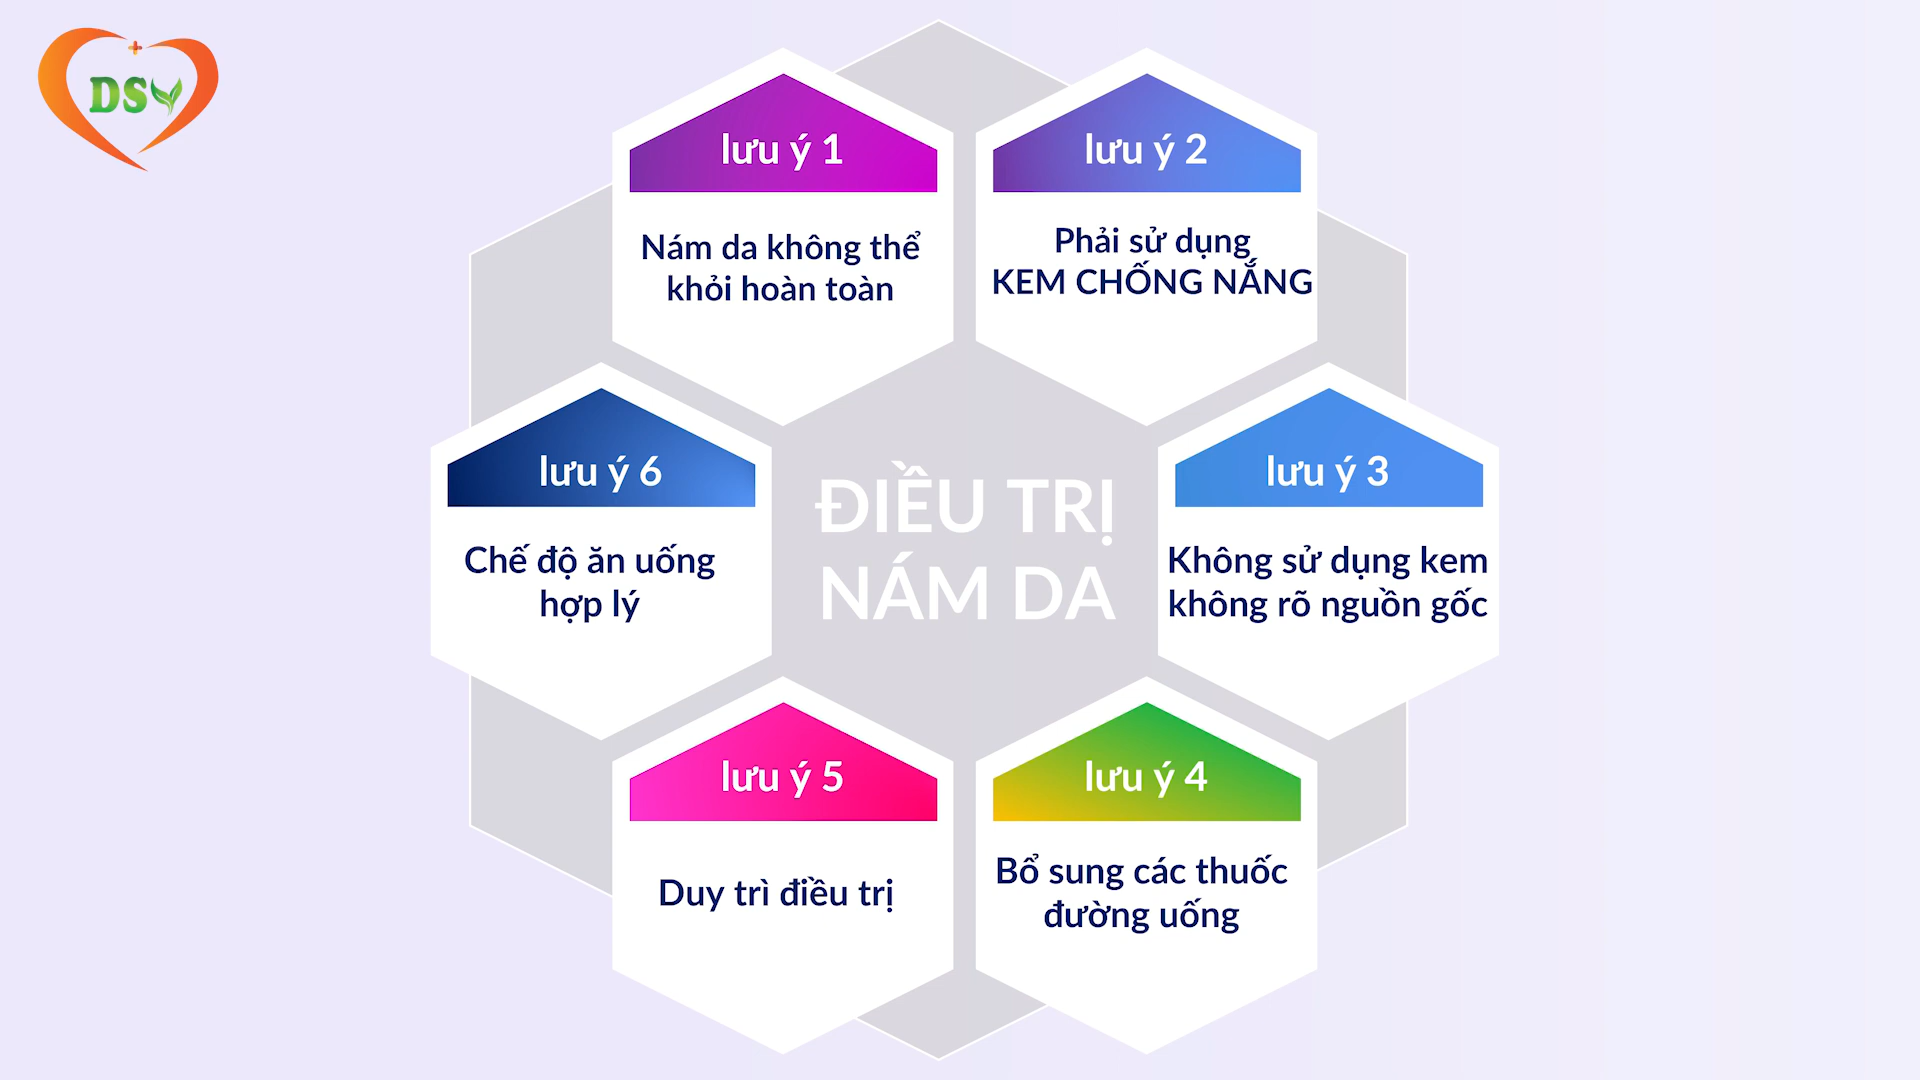 DS
lưu ý 1
Nám da không thể
khỏi hoàn toàn
lưu ý 2
Phải sử dụng
KEM CHỐNG NẮNG
lưu ý 3
Không sử dụng kem
không rõ nguồn gốc
lưu ý 4
Bổ sung các thuốc
đường uống
lưu ý 5
Duy trì điều trị
lưu ý 6
Chế độ ăn uống
hợp lý
ĐIỀU TRỊ
NÁM DA